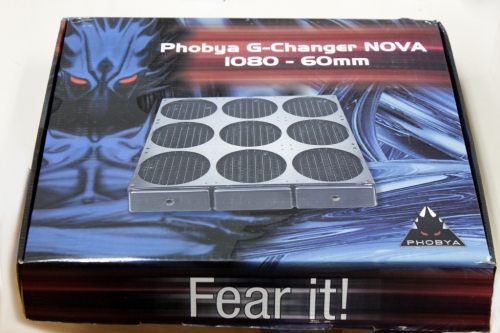 Phobya G-Changer NOVA
1080 - 60mm
PHOBYA
Fear it!